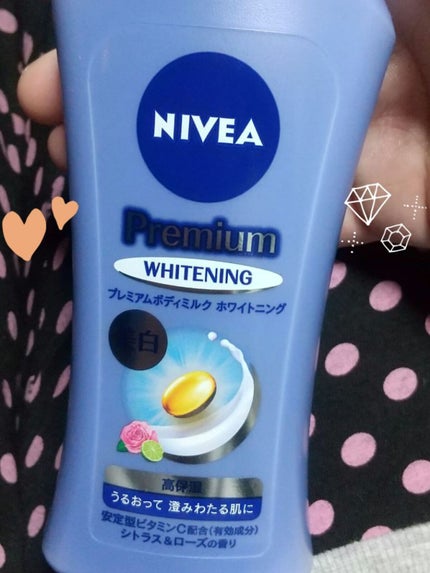 NIVEA
Premium
WHITENING
プレミアムボディミルク ホワイトニング
美白
高保湿
うるおって 澄みわたる肌に
安定型ビタミンC配合(有効成分)
シトラス&ローズの香り